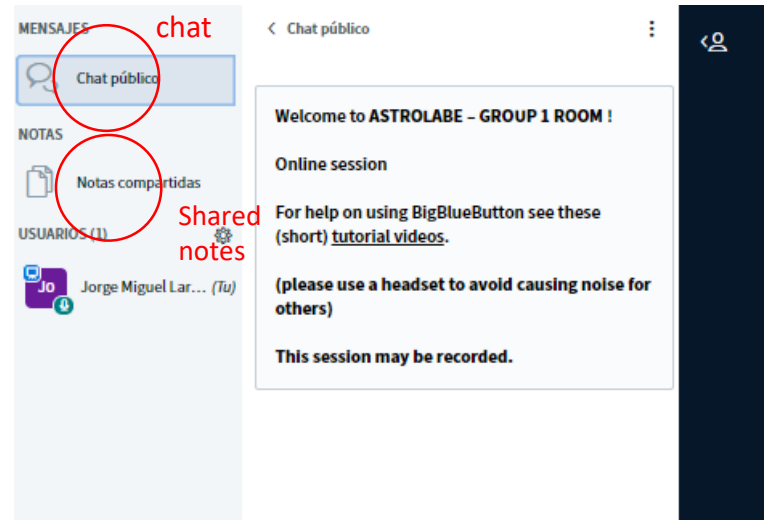 MENSAJES
chat
Chat público
NOTAS
Notas compartidas
Shared
notes
USUARIOS (1)
Jo
Jorge Miguel Lar... (Tu)
Chat público
Welcome to ASTROLABE – GROUP 1 ROOM !
Online session
For help on using BigBlueButton see these
(short) tutorial videos.
(please use a headset to avoid causing noise for
others)
This session may be recorded.